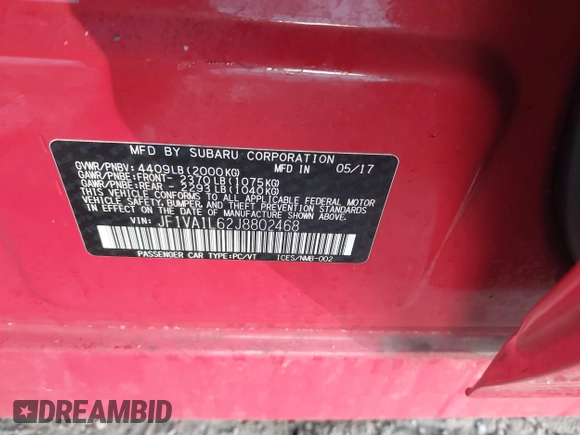 MFD BY SUBARU CORPORATION
GVWR/PNBV: 4409LB(2000KG) MFD IN 05/17
GAWR/PNBE:FRONT- 2370LB(1075KG)
GAWR/PNBE:REAR - 2293LB(1040KG)
THIS VEHICLE CONFORMS TO ALL APPLICABLE FEDERAL MOTOR
VEHICLE SAFETY, BUMPER, AND THEFT PREVENTION STANDARDS
IN EFFECT ON THE DATE OF MANUFACTURE SHOWN ABOVE.
VIN: JF1VA1L62J8802468
PASSENGER CAR TYPE:PC/VT ICES/NMB-002
DREAMBID